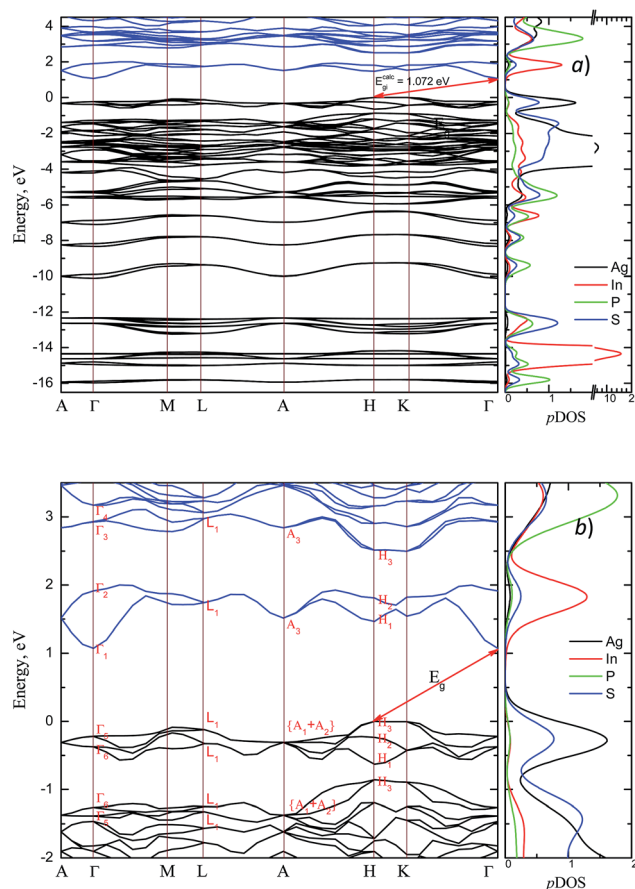 a)
E_gi^calc = 1.072 eV
Energy, eV
4
2
0
-2
-4
-6
-8
-10
-12
-14
-16
Ag
In
P
S
A Γ M L A H K Γ
0 1 10 2
pDOS
b)
Energy, eV
3
2
1
0
-1
-2
Γ4
Γ3
L1
A3
H3
Γ2
L1
A3
H2
H1
Γ1
E_g
Ag
In
P
S
Γ5
Γ6
L1
L1
{A1+A2}
H3
H2
H1
H3
Γ6
Γ5
L1
L1
{A1+A2}
A Γ M L A H K Γ
0 1 2
pDOS